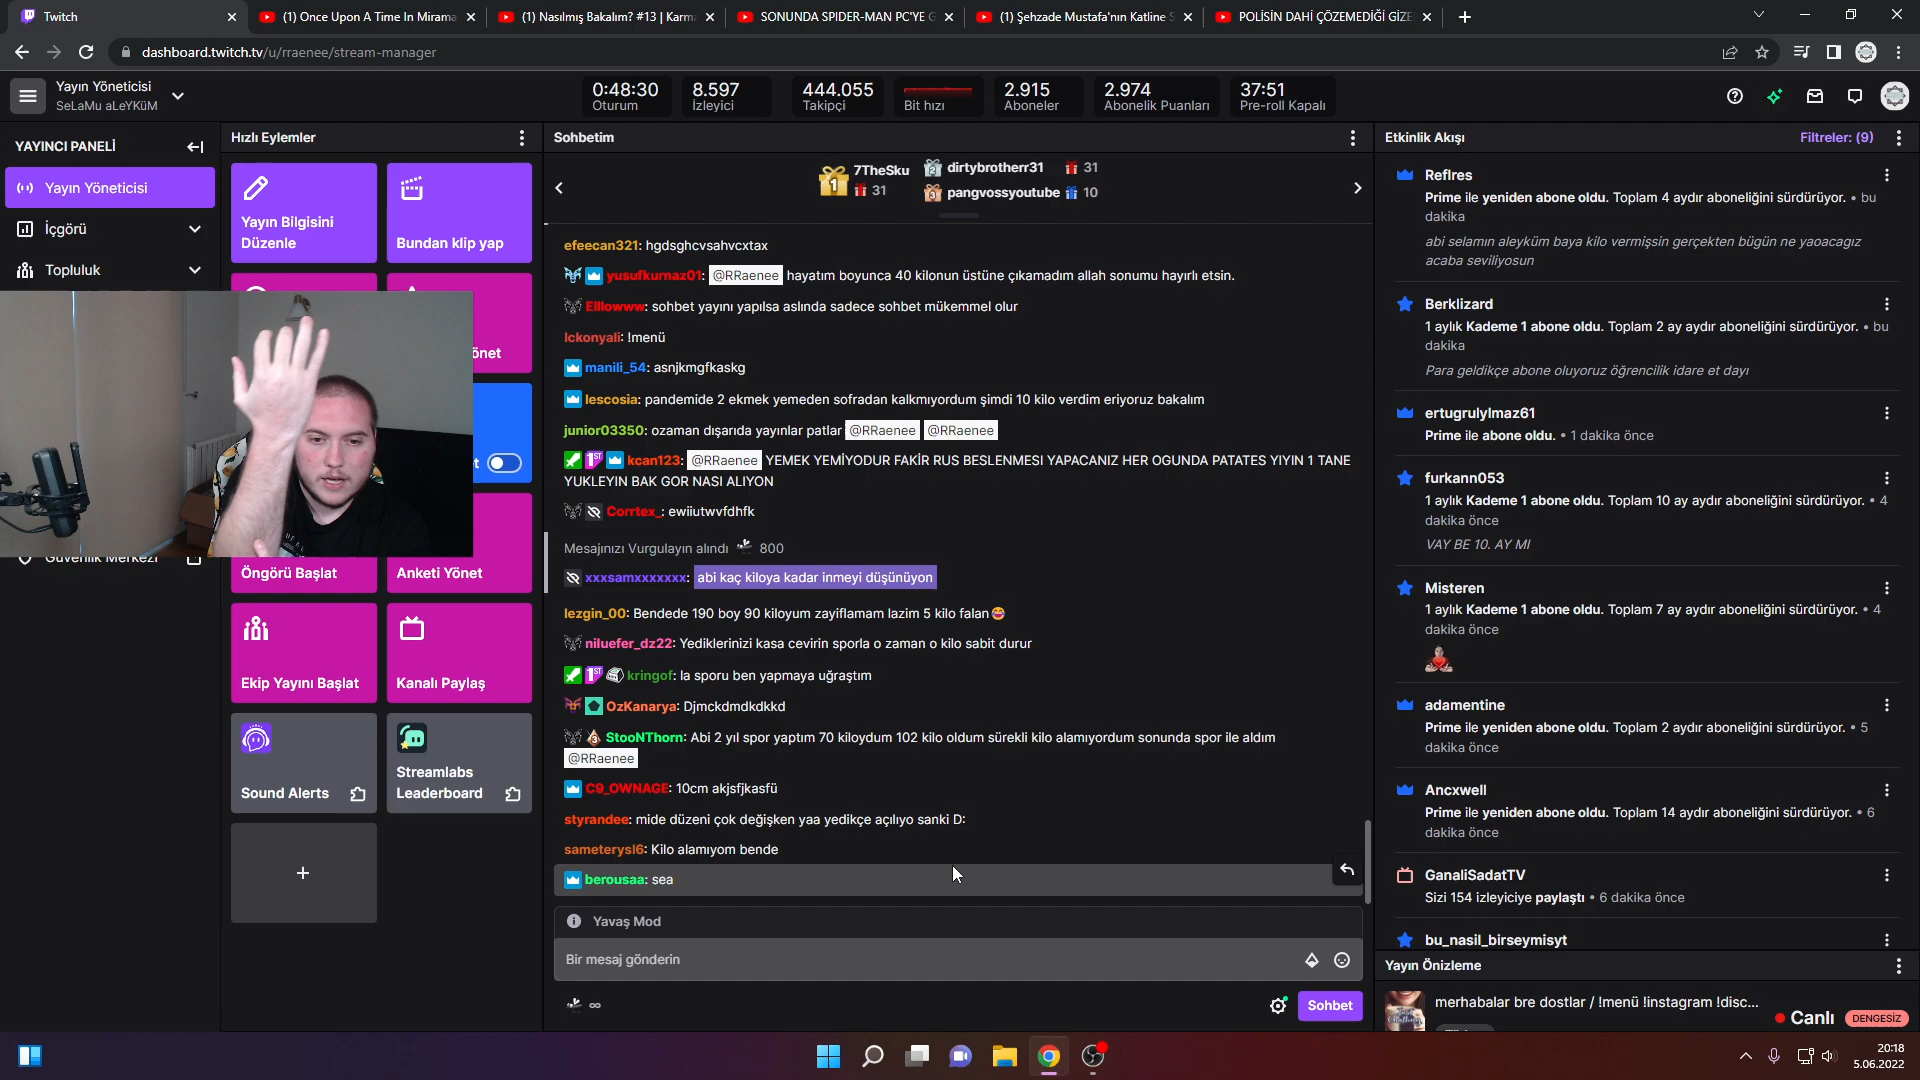 Twitch
(1) Once Upon A Time In Mirama
(1) Nasılmış Bakalım? #13 | Karma
SONUNDA SPIDER-MAN PC'YE G
(1) Şehzade Mustafa'nın Katline S
POLİSİN DAHİ ÇÖZEMEDİĞİ GİZE
dashboard.twitch.tv/u/rraenee/stream-manager
Yayın Yöneticisi
SeLaMu aLeYKüM
0:48:30
Oturum
8.597
İzleyici
444.055
Takipçi
Bit hızı
2.915
Aboneler
2.974
Abonelik Puanları
37:51
Pre-roll Kapalı
YAYINCI PANELİ
Yayın Yöneticisi
İçgörü
Topluluk
Güvenlik Merkezi
Hızlı Eylemler
Yayın Bilgisini
Düzenle
Bundan klip yap
önet
t
Öngörü Başlat
Anketi Yönet
Ekip Yayını Başlat
Kanalı Paylaş
Sound Alerts
Streamlabs
Leaderboard
Sohbetim
1 7TheSku 31
2 dirtybrotherr31 31
3 pangvossyoutube 10
efeecan321: hgdsghcvsahvcxtax
yusufkurnaz01: @RRaenee hayatım boyunca 40 kilonun üstüne çıkamadım allah sonumu hayırlı etsin.
Elllowww: sohbet yayını yapılsa aslında sadece sohbet mükemmel olur
lckonyali: !menü
manili_54: asnjkmgfkaskg
lescosia: pandemide 2 ekmek yemeden sofradan kalkmıyordum şimdi 10 kilo verdim eriyoruz bakalım
junior03350: ozaman dışarıda yayınlar patlar @RRaenee @RRaenee
1ST kcan123: @RRaenee YEMEK YEMİYODUR FAKİR RUS BESLENMESI YAPACANIZ HER OGUNDA PATATES YIYIN 1 TANE
YUKLEYIN BAK GOR NASI ALIYON
Corrtex_: ewiiutwvfdhfk
Mesajınızı Vurgulayın alındı 800
xxxsamxxxxxxx: abi kaç kiloya kadar inmeyi düşünüyon
lezgin_00: Bendede 190 boy 90 kiloyum zayiflamam lazim 5 kilo falan
niluefer_dz22: Yediklerinizi kasa cevirin sporla o zaman o kilo sabit durur
1ST kringof: la sporu ben yapmaya uğraştım
OzKanarya: Djmckdmdkdkkd
3 StooNThorn: Abi 2 yıl spor yaptım 70 kiloydum 102 kilo oldum sürekli kilo alamıyordum sonunda spor ile aldım
@RRaenee
C9_OWNAGE: 10cm akjsfjkasfü
styrandee: mide düzeni çok değişken yaa yedikçe açılıyo sanki D:
sameterysl6: Kilo alamıyom bende
berousaa: sea
Yavaş Mod
Bir mesaj gönderin
∞
Sohbet
Etkinlik Akışı
Filtreler: (9)
Reflres
Prime ile yeniden abone oldu. Toplam 4 aydır aboneliğini sürdürüyor. • bu
dakika
abi selamın aleyküm baya kilo vermişsin gerçekten bügün ne yaoacagız
acaba seviliyosun
Berklizard
1 aylık Kademe 1 abone oldu. Toplam 2 ay aydır aboneliğini sürdürüyor. • bu
dakika
Para geldikçe abone oluyoruz öğrencilik idare et dayı
ertugrulylmaz61
Prime ile abone oldu. • 1 dakika önce
furkann053
1 aylık Kademe 1 abone oldu. Toplam 10 ay aydır aboneliğini sürdürüyor. • 4
dakika önce
VAY BE 10. AY MI
Misteren
1 aylık Kademe 1 abone oldu. Toplam 7 ay aydır aboneliğini sürdürüyor. • 4
dakika önce
adamentine
Prime ile yeniden abone oldu. Toplam 2 aydır aboneliğini sürdürüyor. • 5
dakika önce
Ancxwell
Prime ile yeniden abone oldu. Toplam 14 aydır aboneliğini sürdürüyor. • 6
dakika önce
GanaliSadatTV
Sizi 154 izleyiciye paylaştı • 6 dakika önce
bu_nasil_birseymisyt
Yayın Önizleme
merhabalar bre dostlar / !menü !instagram !disc...
Canlı
DENGESİZ
20:18
5.06.2022